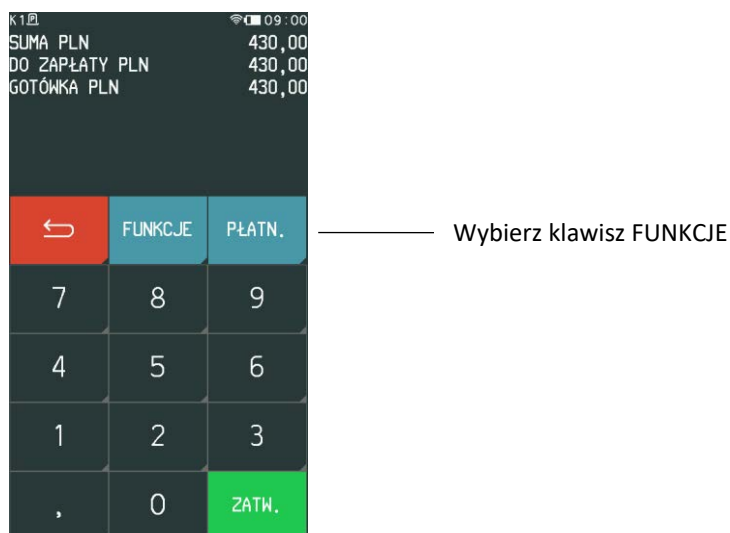 K1 P 09:00
SUMA PLN 430,00
DO ZAPŁATY PLN 430,00
GOTÓWKA PLN 430,00
FUNKCJE PŁATN.
Wybierz klawisz FUNKCJE
7 8 9
4 5 6
1 2 3
, 0 ZATW.